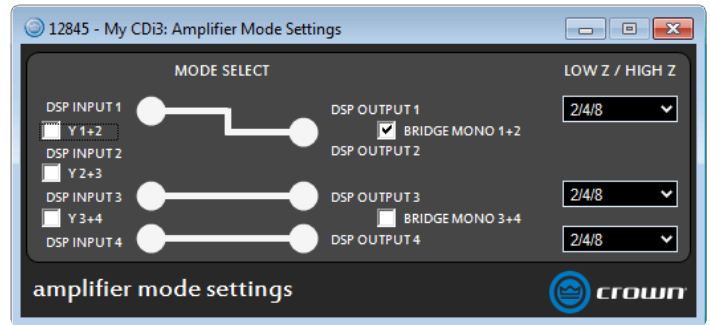 12845 - My CDi3: Amplifier Mode Settings
MODE SELECT
LOW Z / HIGH Z
DSP INPUT 1
DSP OUTPUT 1
2/4/8
Y 1+2
BRIDGE MONO 1+2
DSP INPUT 2
DSP OUTPUT 2
Y 2+3
DSP INPUT 3
DSP OUTPUT 3
2/4/8
Y 3+4
BRIDGE MONO 3+4
DSP INPUT 4
DSP OUTPUT 4
2/4/8
amplifier mode settings
crown